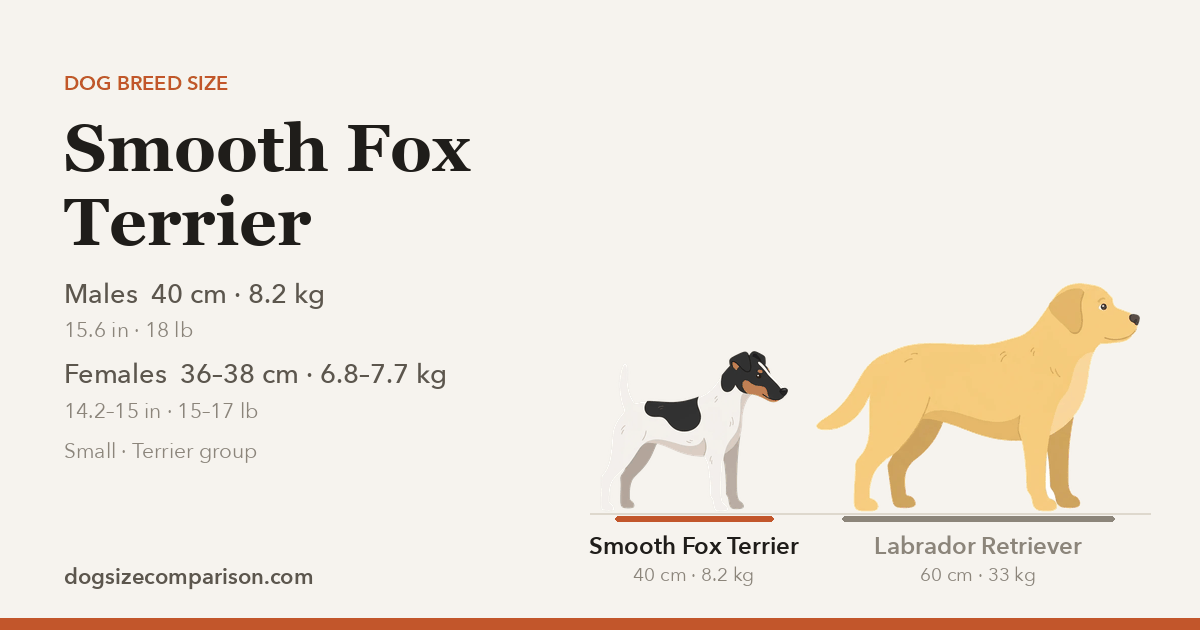 DOG BREED SIZE
Smooth Fox
Terrier
Males 40 cm · 8.2 kg
15.6 in · 18 lb
Females 36–38 cm · 6.8–7.7 kg
14.2–15 in · 15–17 lb
Small · Terrier group
dogsizecomparison.com
Smooth Fox Terrier
40 cm · 8.2 kg
Labrador Retriever
60 cm · 33 kg